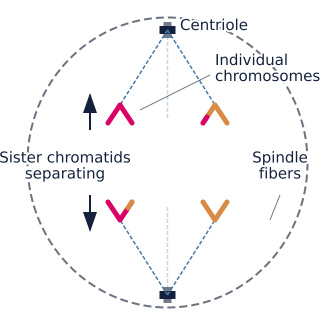 Centriole
Individual
chromosomes
Sister chromatids
separating
Spindle
fibers